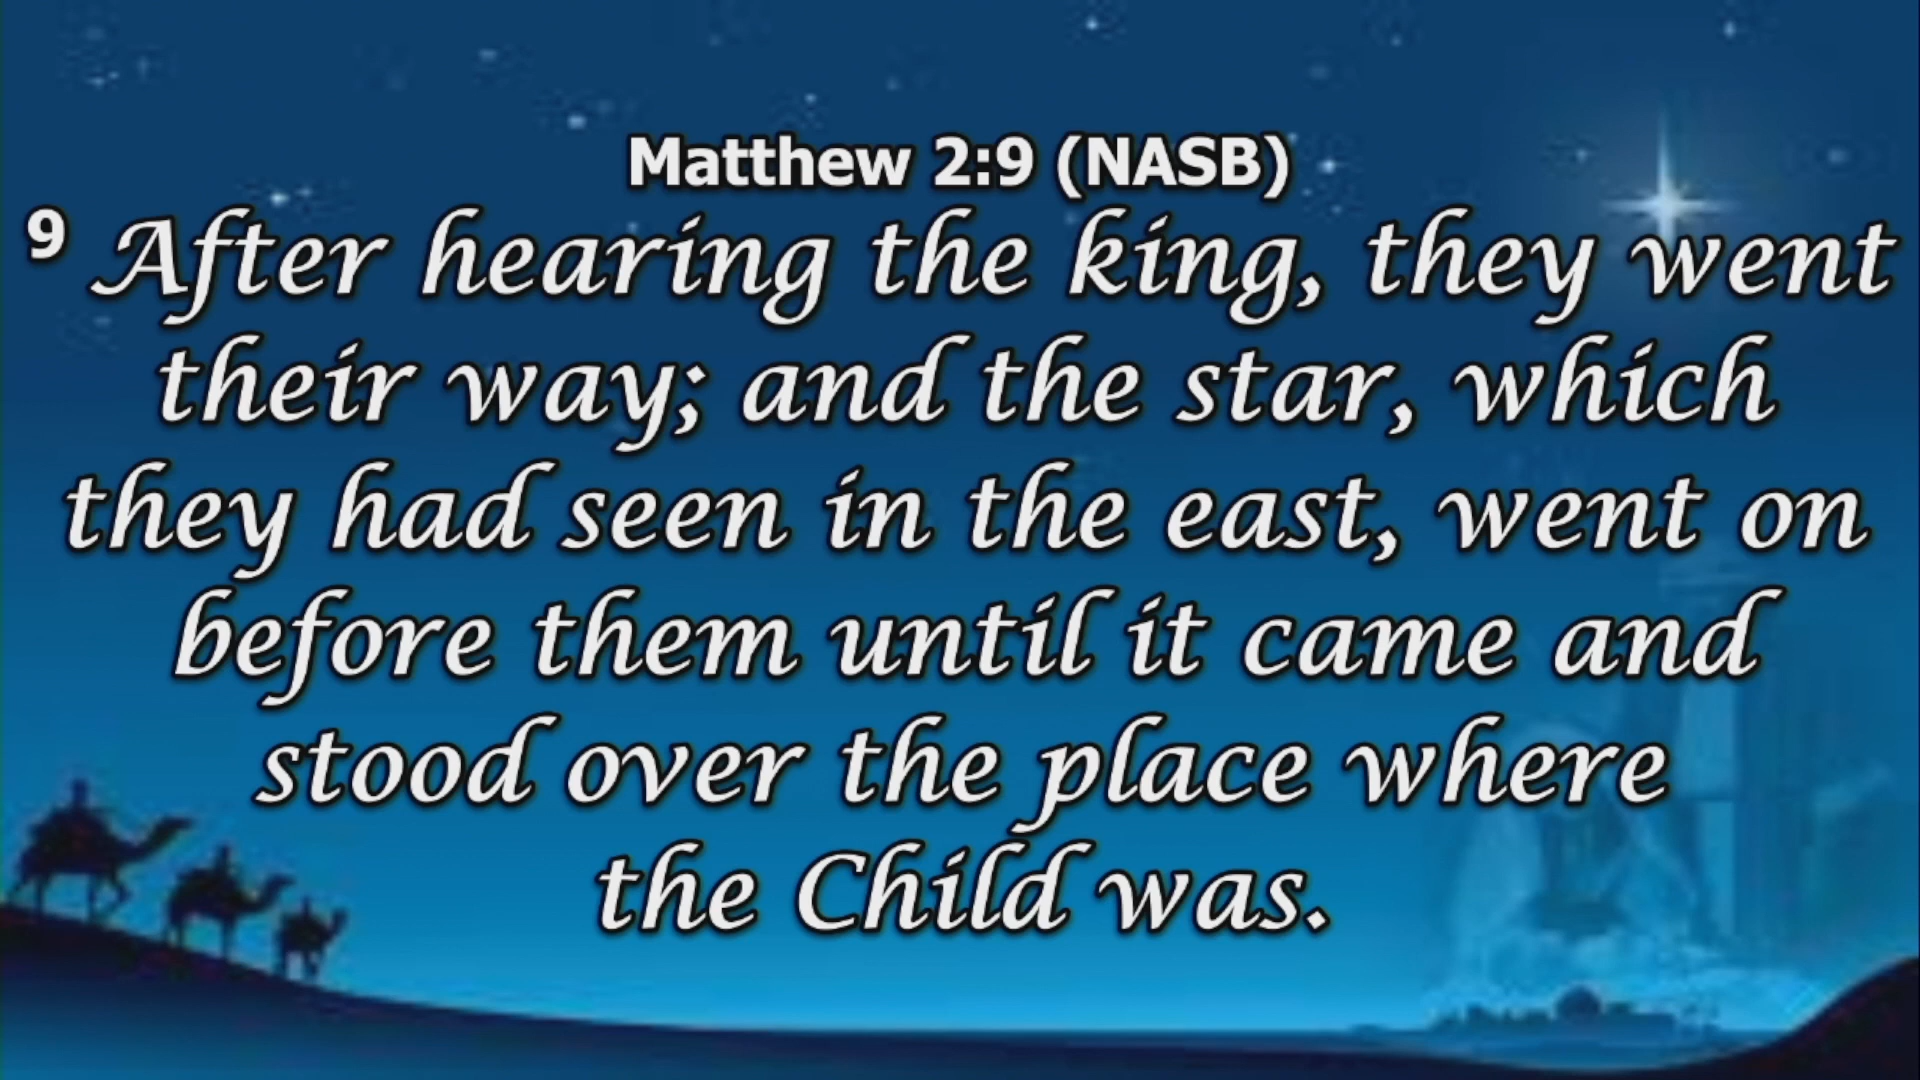 Matthew 2:9 (NASB)
9 After hearing the king, they went
their way; and the star, which
they had seen in the east, went on
before them until it came and
stood over the place where
the Child was.